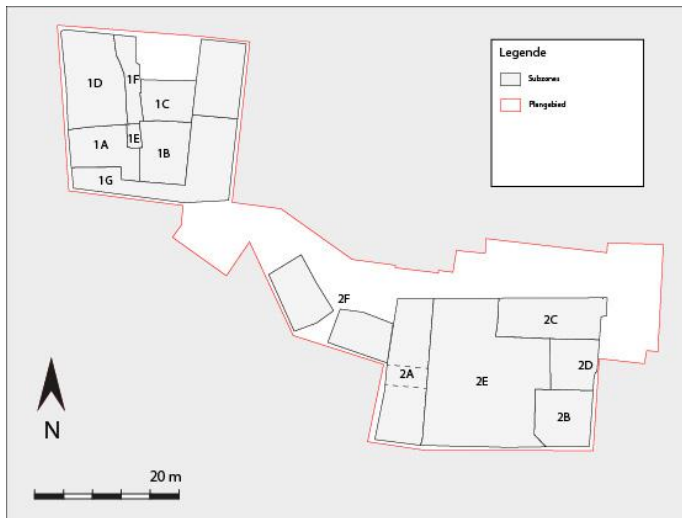 Legende
Subzones
Plangebied
1D
1F
1C
1A
1E
1B
1G
2F
2C
2A
2E
2D
2B
N
20 m